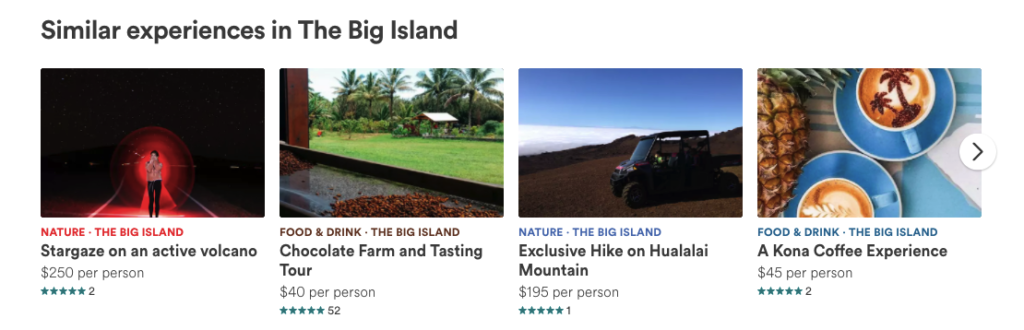 Similar experiences in The Big Island
NATURE · THE BIG ISLAND
Stargaze on an active volcano
$250 per person
★★★★★ 2
FOOD & DRINK · THE BIG ISLAND
Chocolate Farm and Tasting
Tour
$40 per person
★★★★★ 52
NATURE · THE BIG ISLAND
Exclusive Hike on Hualalai
Mountain
$195 per person
★★★★★ 1
FOOD & DRINK · THE BIG ISLAND
A Kona Coffee Experience
$45 per person
★★★★★ 2